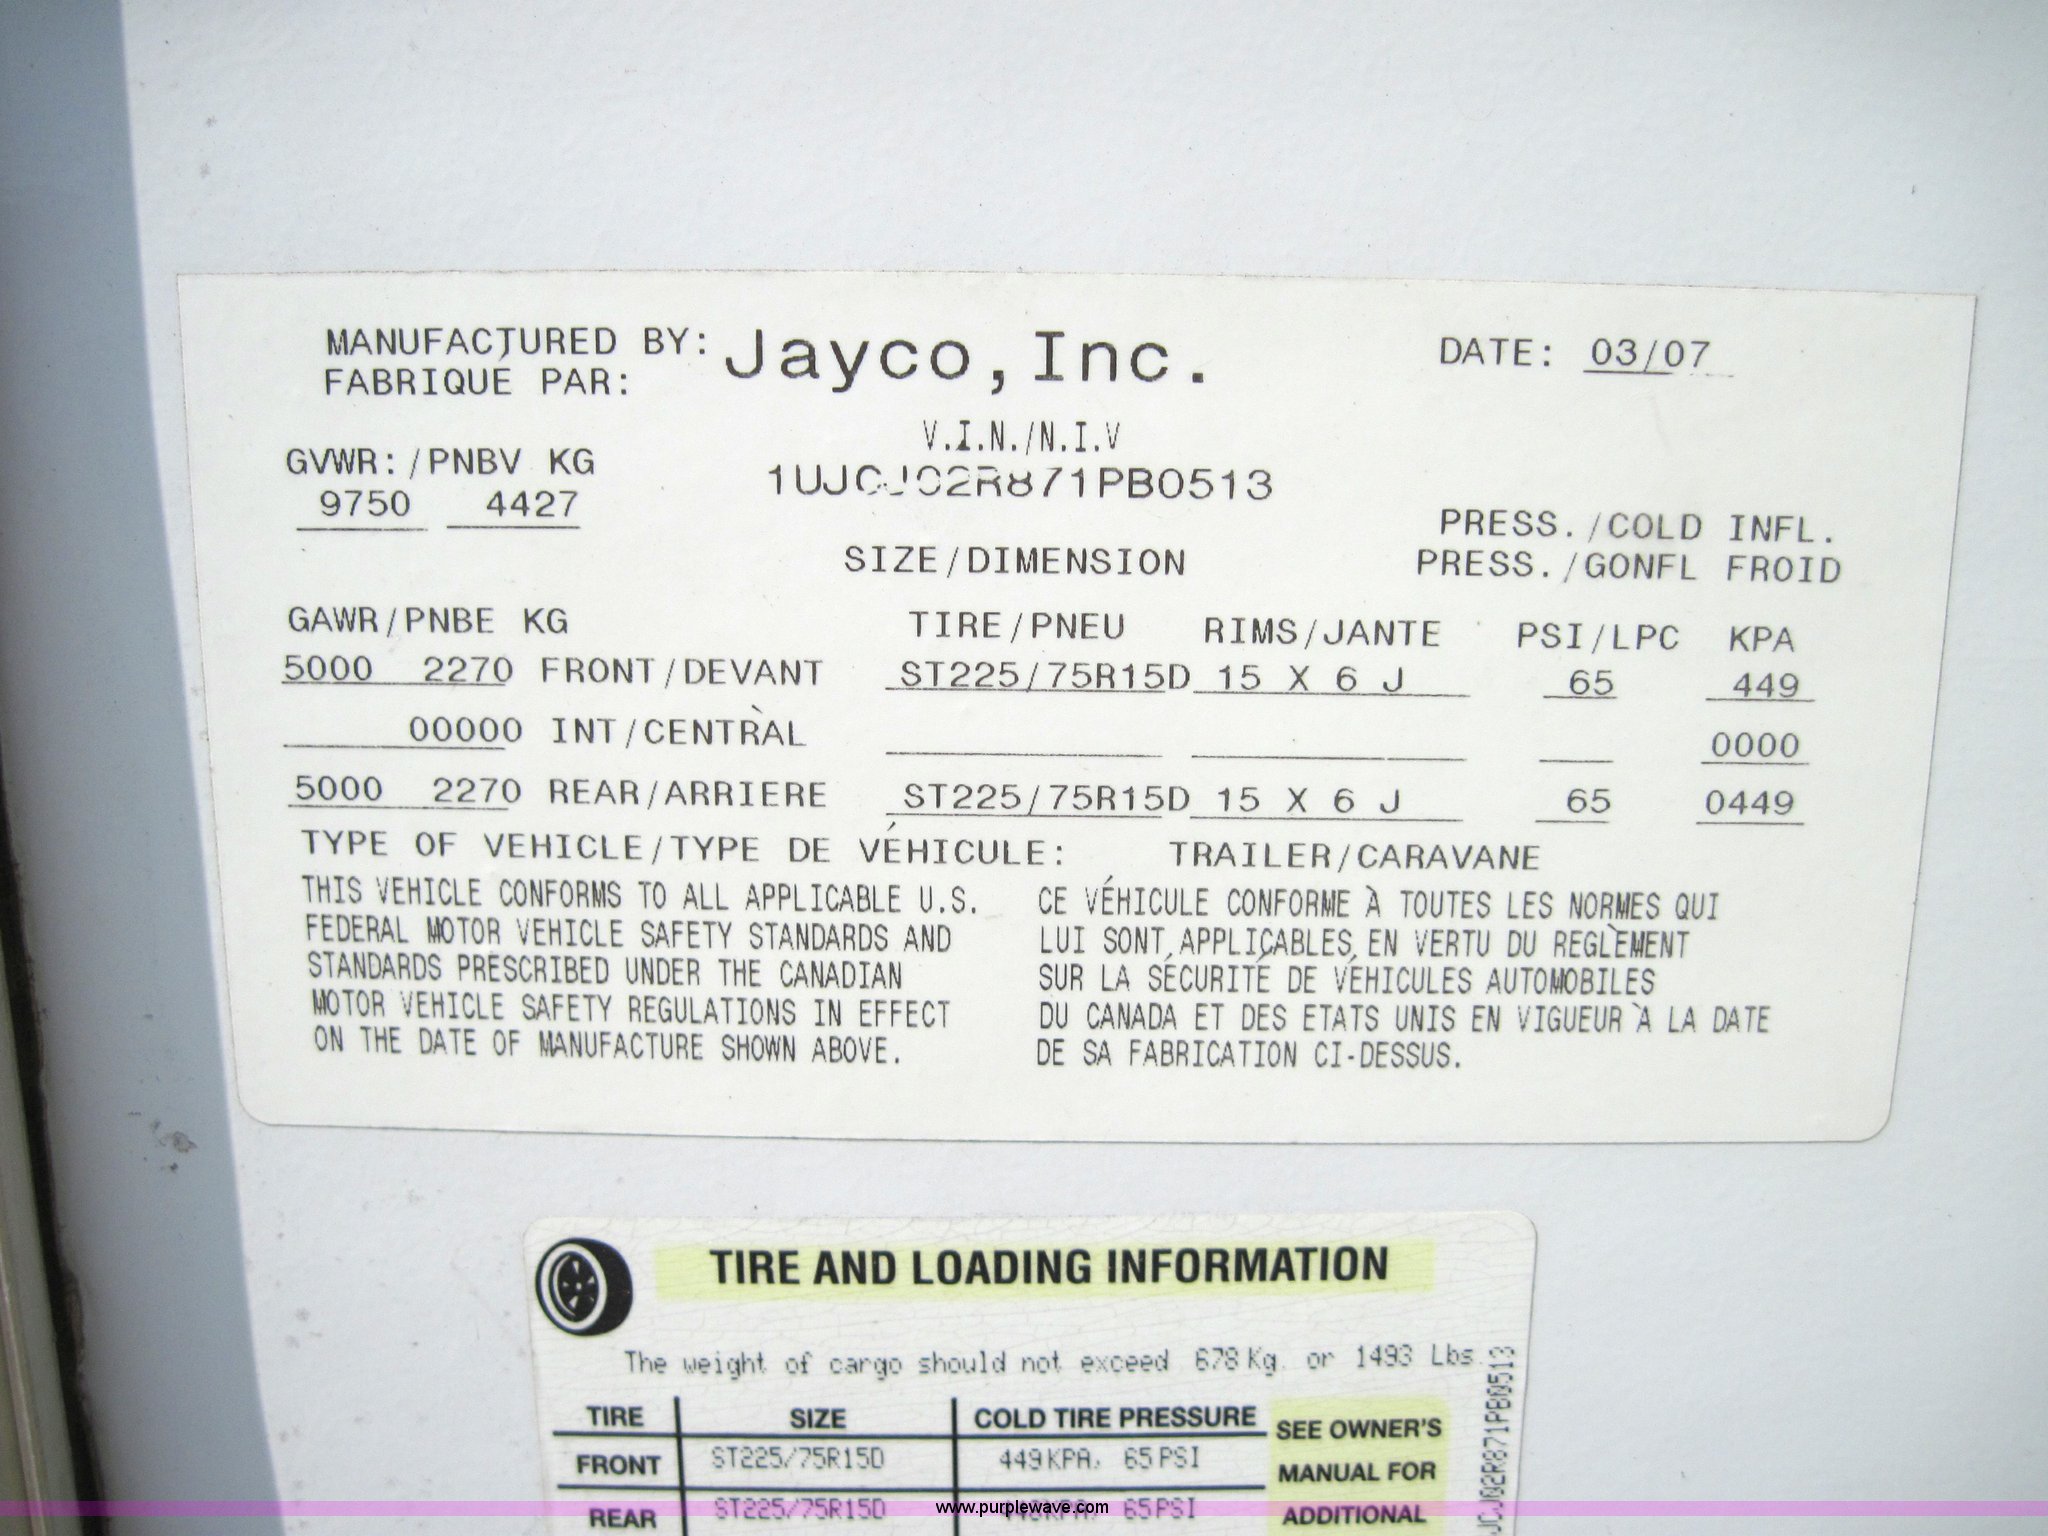 MANUFACTURED BY: Jayco,Inc. DATE: 03/07
FABRIQUÉ PAR:
V.I.N./N.I.V
GVWR:/PNBV KG 1UJCJ02R871PB0513
9750 4427
PRESS./COLD INFL.
SIZE/DIMENSION PRESS./GONFL FROID
GAWR/PNBE KG TIRE/PNEU RIMS/JANTE PSI/LPC KPA
5000 2270 FRONT/DEVANT ST225/75R15D 15 X 6 J 65 449
00000 INT/CENTRÀL 0000
5000 2270 REAR/ARRIERE ST225/75R15D 15 X 6 J 65 0449
TYPE OF VEHICLE/TYPE DE VÉHICULE: TRAILER/CARAVANE
THIS VEHICLE CONFORMS TO ALL APPLICABLE U.S.
FEDERAL MOTOR VEHICLE SAFETY STANDARDS AND
STANDARDS PRESCRIBED UNDER THE CANADIAN
MOTOR VEHICLE SAFETY REGULATIONS IN EFFECT
ON THE DATE OF MANUFACTURE SHOWN ABOVE.
CE VÉHICULE CONFORME À TOUTES LES NORMES QUI
LUI SONT APPLICABLES EN VERTU DU REGLÈMENT
SUR LA SÉCURITÉ DE VÉHICULES AUTOMOBILES
DU CANADA ET DES ETATS UNIS EN VIGUEUR À LA DATE
DE SA FABRICATION CI-DESSUS.
TIRE AND LOADING INFORMATION
The weight of cargo should not exceed 678 Kg. or 1493 Lbs.
TIRE SIZE COLD TIRE PRESSURE SEE OWNER'S
FRONT ST225/75R15D 449 KPA, 65 PSI MANUAL FOR
REAR ST225/75R15D 65 PSI ADDITIONAL
JCJ02R871PB0513
www.purplewave.com